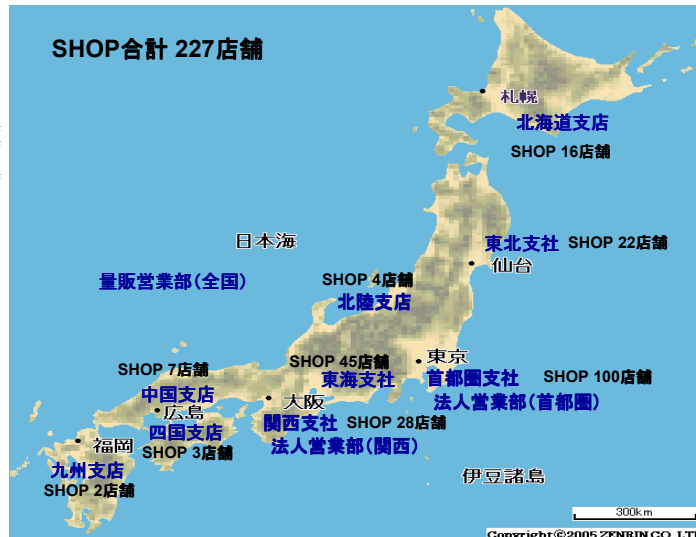 SHOP合計 227店舗
札幌
北海道支店
SHOP 16店舗
日本海
東北支社 SHOP 22店舗
仙台
量販営業部(全国)
SHOP 4店舗
北陸支店
SHOP 7店舗
SHOP 45店舗
東京
中国支店
東海支社
首都圏支社 SHOP 100店舗
広島
大阪
法人営業部(首都圏)
四国支店
関西支社 SHOP 28店舗
福岡
SHOP 3店舗
法人営業部(関西)
九州支店
伊豆諸島
SHOP 2店舗
300km
Copyright©2005 ZENRIN CO. LT